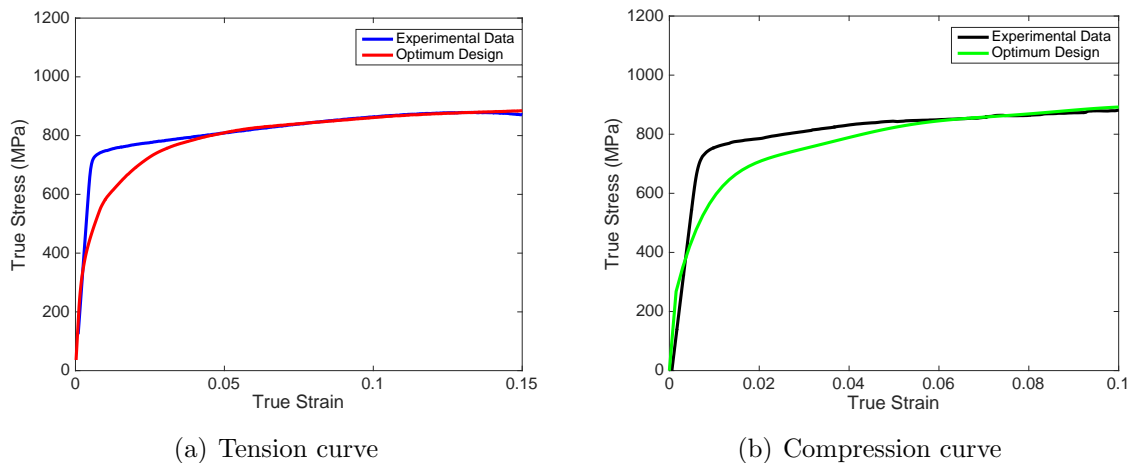 1200
1000
800
600
400
200
0
True Stress (MPa)
Experimental Data
Optimum Design
0 0.05 0.1 0.15
True Strain
(a) Tension curve
1200
1000
800
600
400
200
0
True Stress (MPa)
Experimental Data
Optimum Design
0 0.02 0.04 0.06 0.08 0.1
True Strain
(b) Compression curve